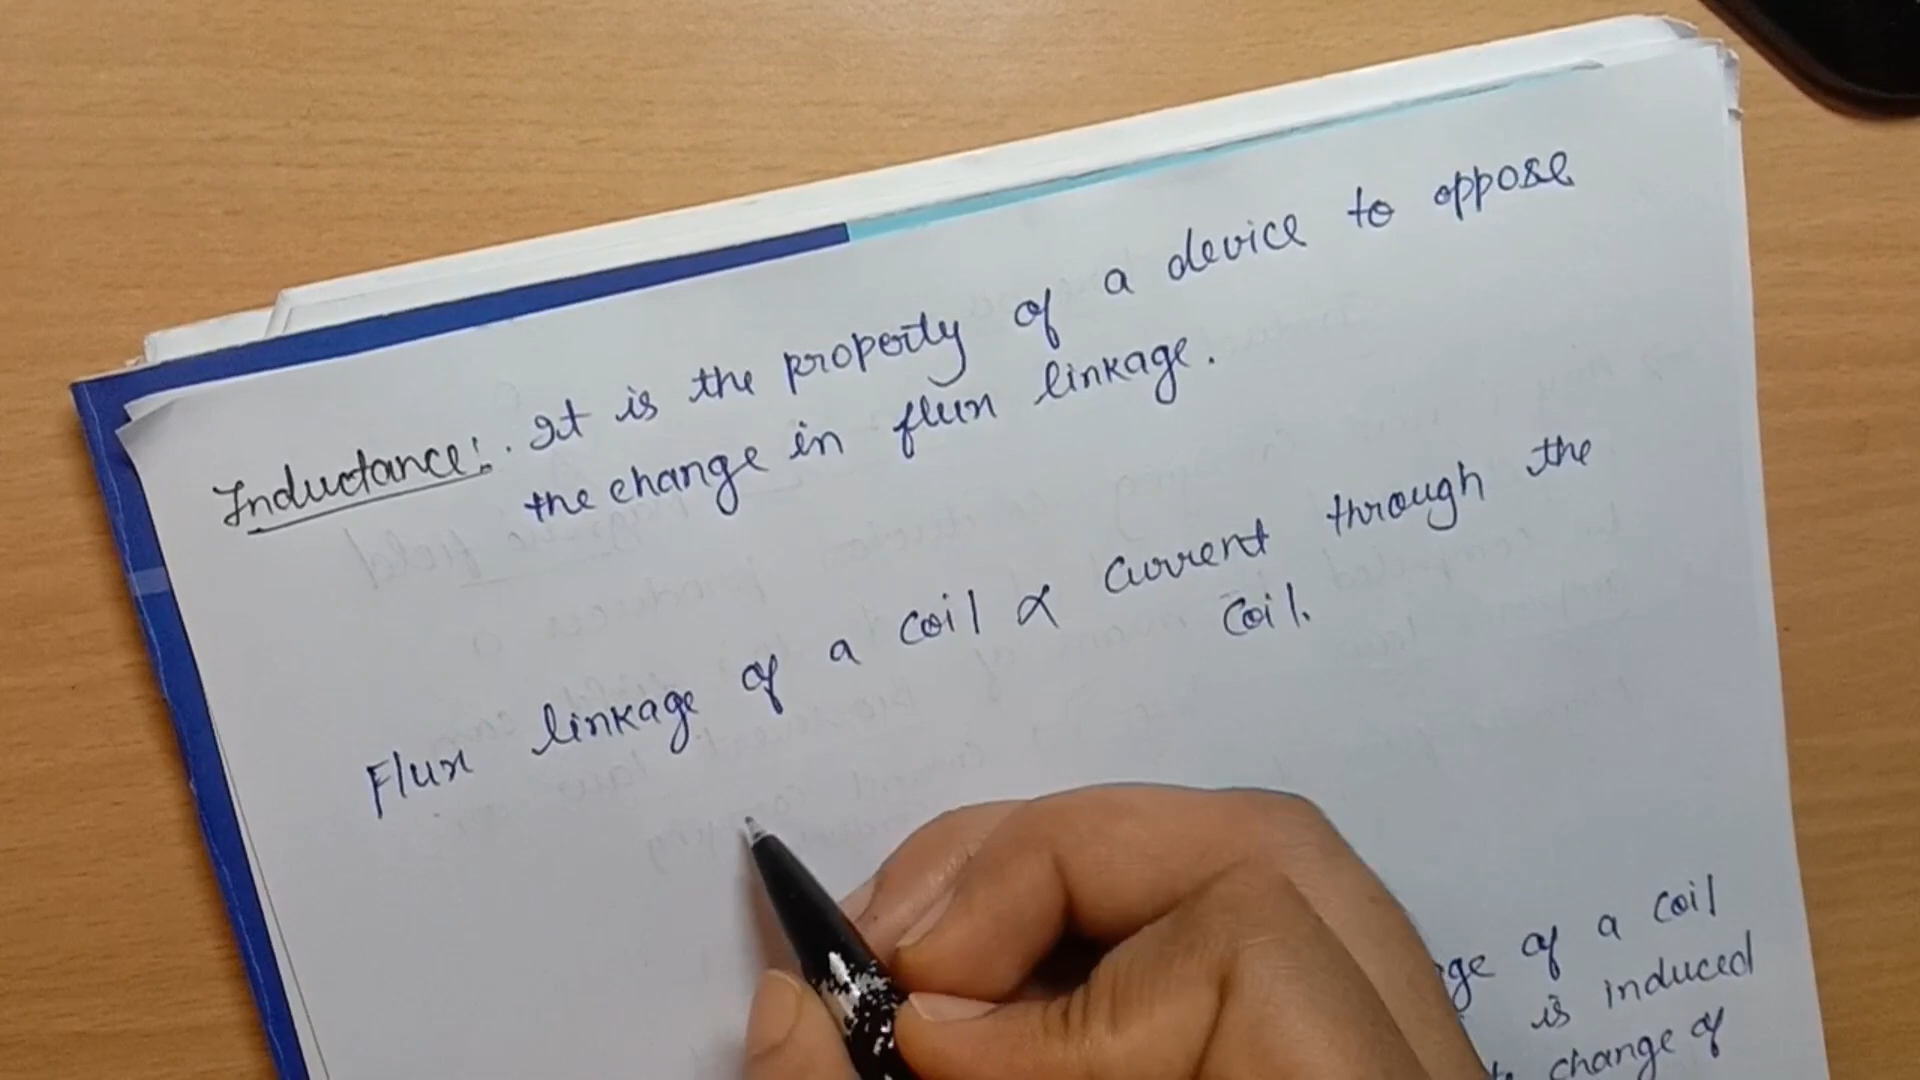 Inductance:. It is the property of a device to oppose
the change in flux linkage.
Flux linkage of a coil ∝ current through the
coil.
of a coil
is induced
change of